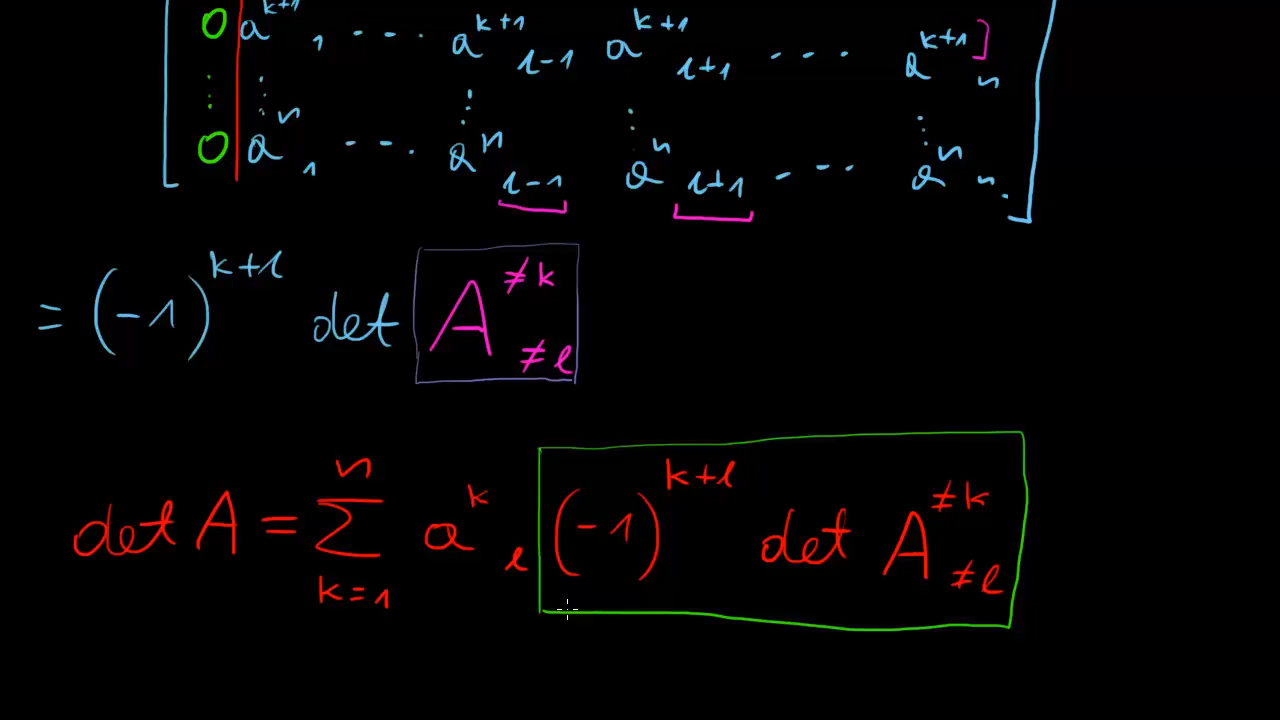 0 a^{k+1}_1 ... a^{k+1}_{l-1} a^{k+1}_{l+1} ... a^{k+1}_n
⋮ ⋮ ⋮ ⋮ ⋮
0 a^n_1 ... a^n_{l-1} a^n_{l+1} ... a^n_n.
= (-1)^{k+l} det A^{≠k}_{≠l}
det A = ∑_{k=1}^{n} a^k_l (-1)^{k+l} det A^{≠k}_{≠l}